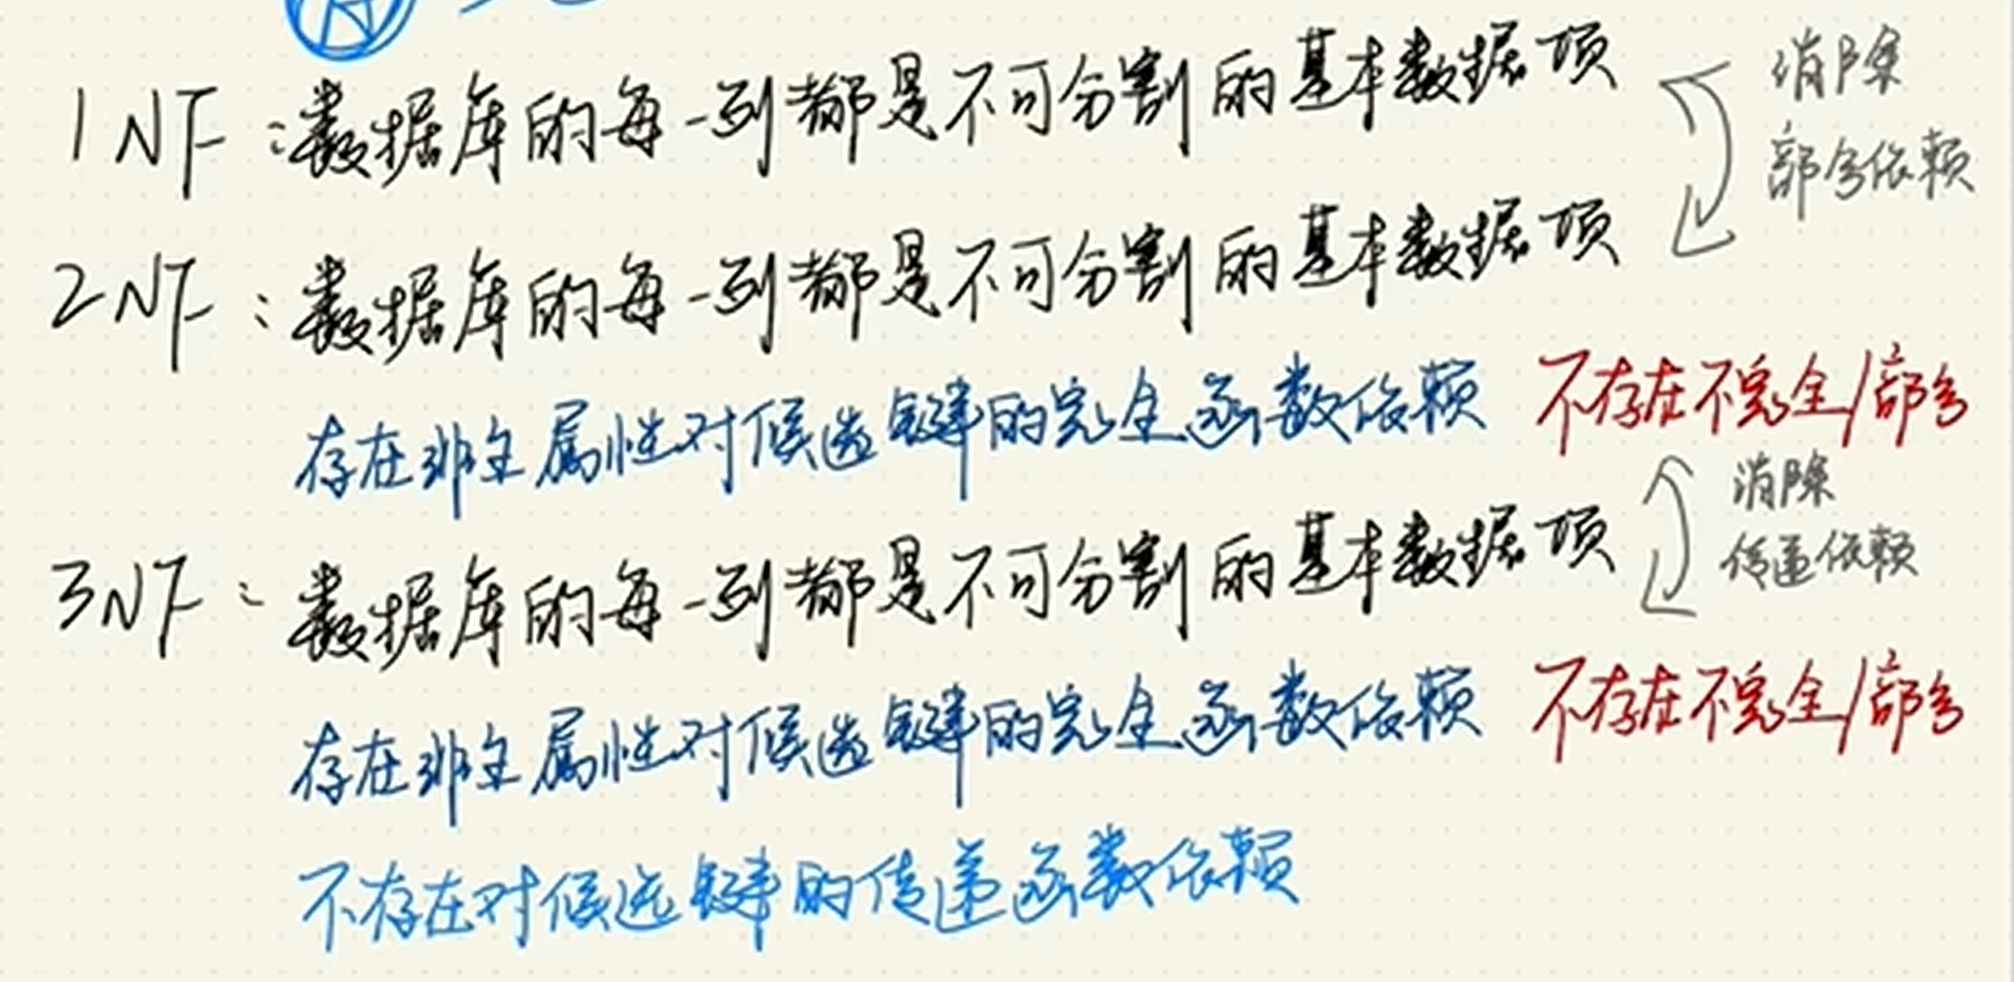 1NF：数据库的每一列都是不可分割的基本数据项
消除
部分依赖
2NF：数据库的每一列都是不可分割的基本数据项
存在非主属性对候选键的完全函数依赖 不存在不完全/部分
消除
传递依赖
3NF：数据库的每一列都是不可分割的基本数据项
存在非主属性对候选键的完全函数依赖 不存在不完全/部分
不存在对候选键的传递函数依赖